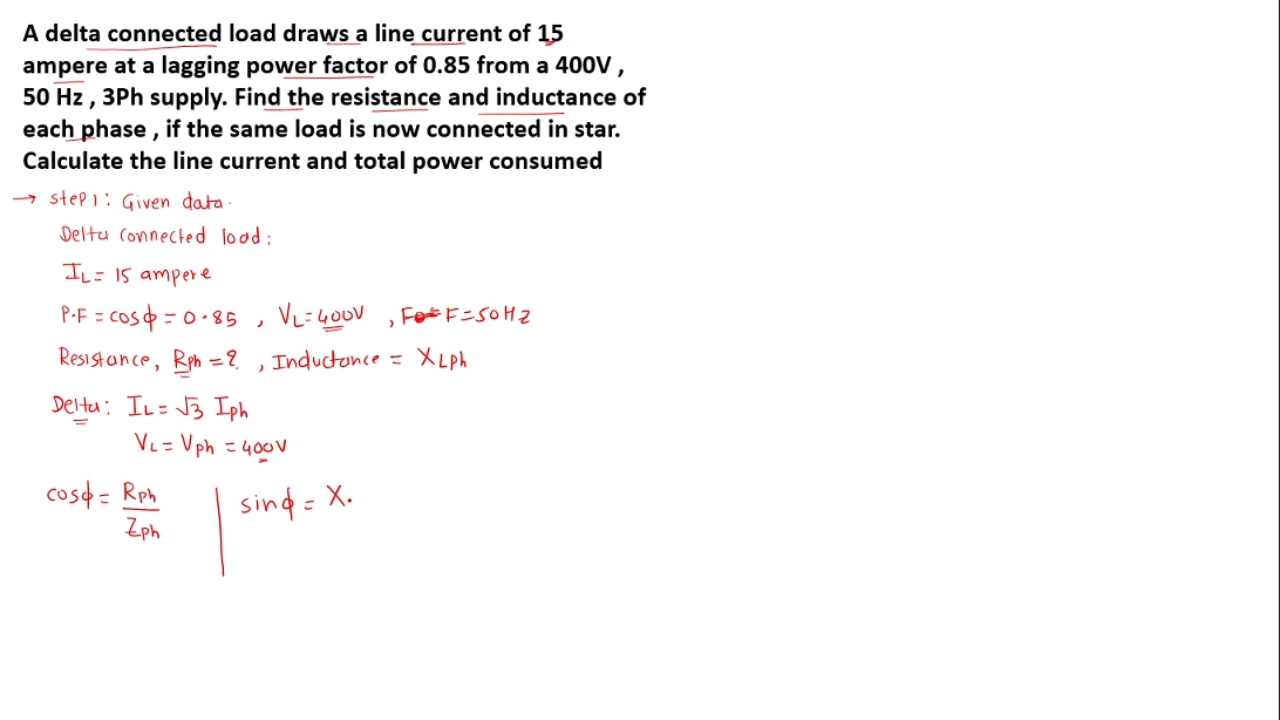 A delta connected load draws a line current of 15
ampere at a lagging power factor of 0.85 from a 400V ,
50 Hz , 3Ph supply. Find the resistance and inductance of
each phase , if the same load is now connected in star.
Calculate the line current and total power consumed
→ step1: Given data.
Delta connected load:
IL= 15 ampere
P.F = cosϕ = 0.85 , VL=400V , F=50HZ
Resistance, Rph =? , Inductance = XLph
Delta: IL= √3 Iph
VL= Vph = 400V
cosϕ= Rph/Zph | sinϕ = X.